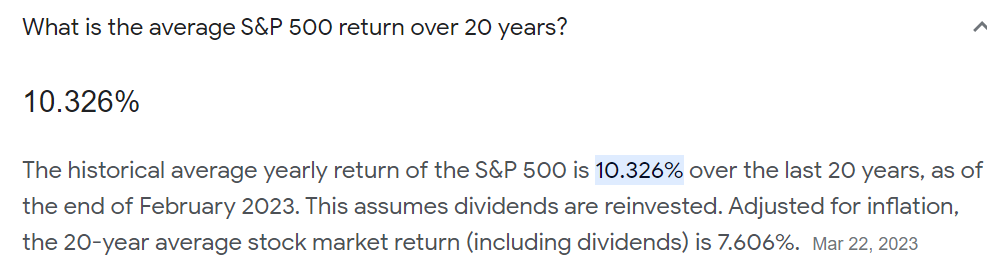 What is the average S&P 500 return over 20 years?
10.326%
The historical average yearly return of the S&P 500 is 10.326% over the last 20 years, as of
the end of February 2023. This assumes dividends are reinvested. Adjusted for inflation,
the 20-year average stock market return (including dividends) is 7.606%. Mar 22, 2023